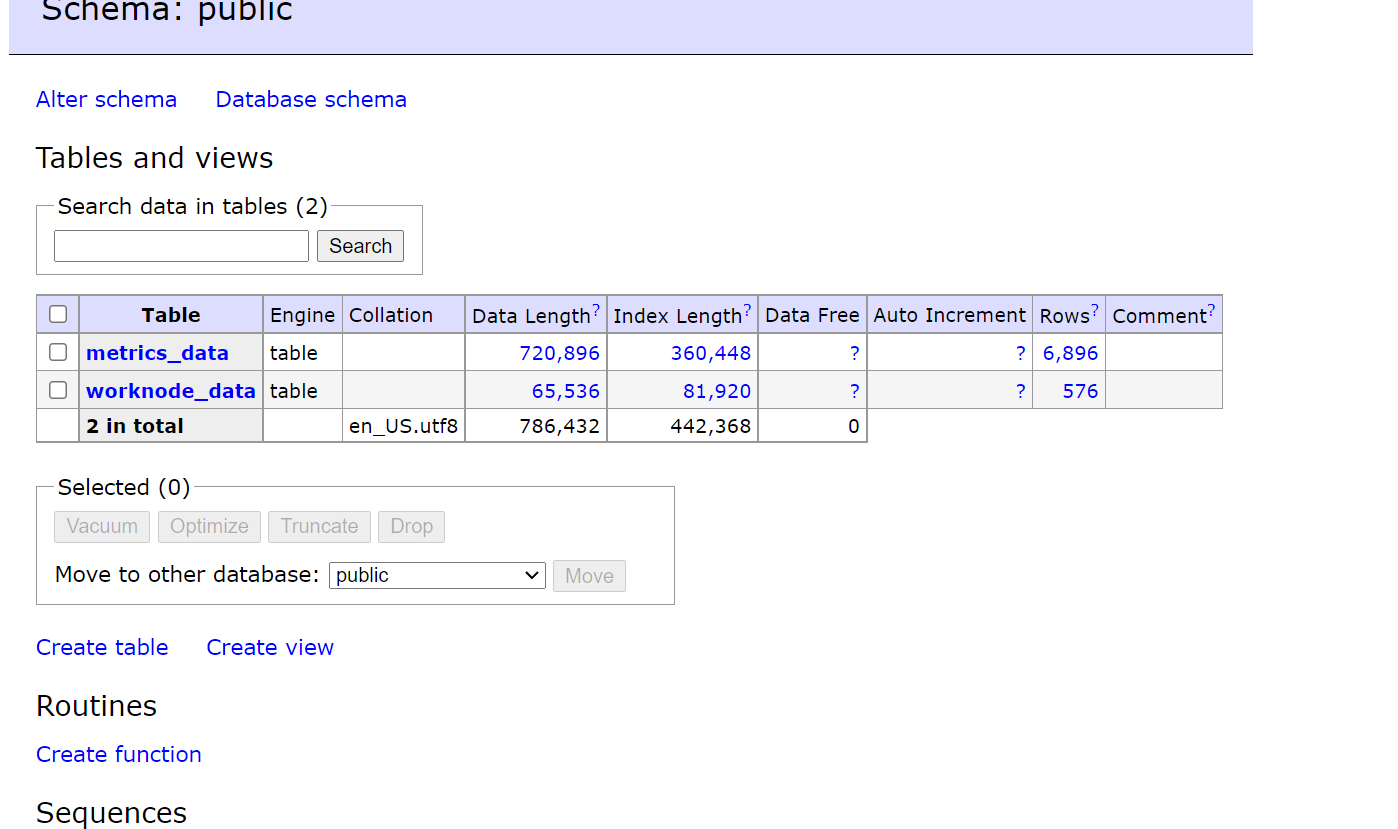 Schema: public
Alter schema Database schema
Tables and views
Search data in tables (2)
Search
Table Engine Collation Data Length? Index Length? Data Free Auto Increment Rows? Comment?
metrics_data table 720,896 360,448 ? ? 6,896
worknode_data table 65,536 81,920 ? ? 576
2 in total en_US.utf8 786,432 442,368 0
Selected (0)
Vacuum Optimize Truncate Drop
Move to other database: public Move
Create table Create view
Routines
Create function
Sequences